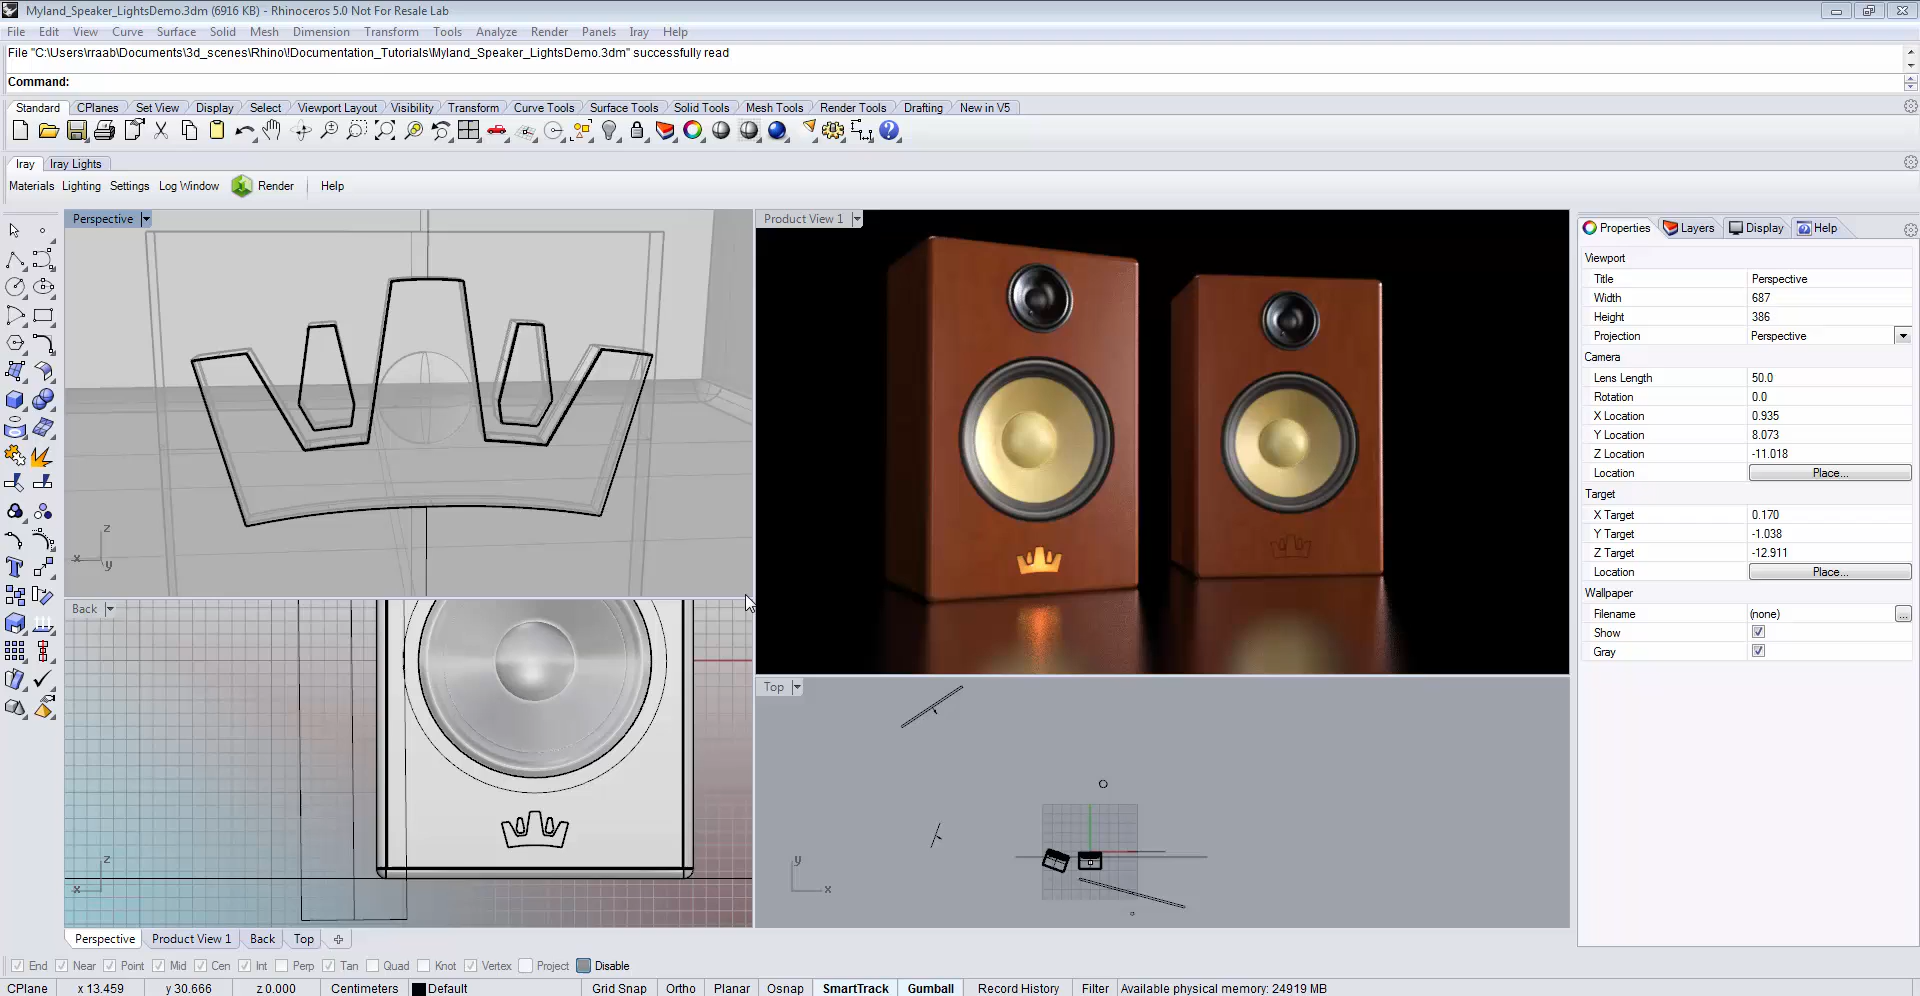 Myland_Speaker_LightsDemo.3dm (6916 KB) - Rhinoceros 5.0 Not For Resale Lab
File Edit View Curve Surface Solid Mesh Dimension Transform Tools Analyze Render Panels Iray Help
File "C:\Users\rraab\Documents\3d_scenes\Rhino\!Documentation_Tutorials\Myland_Speaker_LightsDemo.3dm" successfully read
Command:
Standard CPlanes Set View Display Select Viewport Layout Visibility Transform Curve Tools Surface Tools Solid Tools Mesh Tools Render Tools Drafting New in V5
Iray Iray Lights
Materials Lighting Settings Log Window Render Help
Perspective
Product View 1
Properties Layers Display Help
Viewport
Title Perspective
Width 687
Height 386
Projection Perspective
Camera
Lens Length 50.0
Rotation 0.0
X Location 0.935
Y Location 8.073
Z Location -11.018
Location Place...
Target
X Target 0.170
Y Target -1.038
Z Target -12.911
Location Place...
Wallpaper
Filename (none) ...
Show
Gray
z
x
y
Back
z
x
Top
y
x
Perspective Product View 1 Back Top
End Near Point Mid Cen Int Perp Tan Quad Knot Vertex Project Disable
CPlane x 13.459 y 30.666 z 0.000 Centimeters Default Grid Snap Ortho Planar Osnap SmartTrack Gumball Record History Filter Available physical memory: 24919 MB